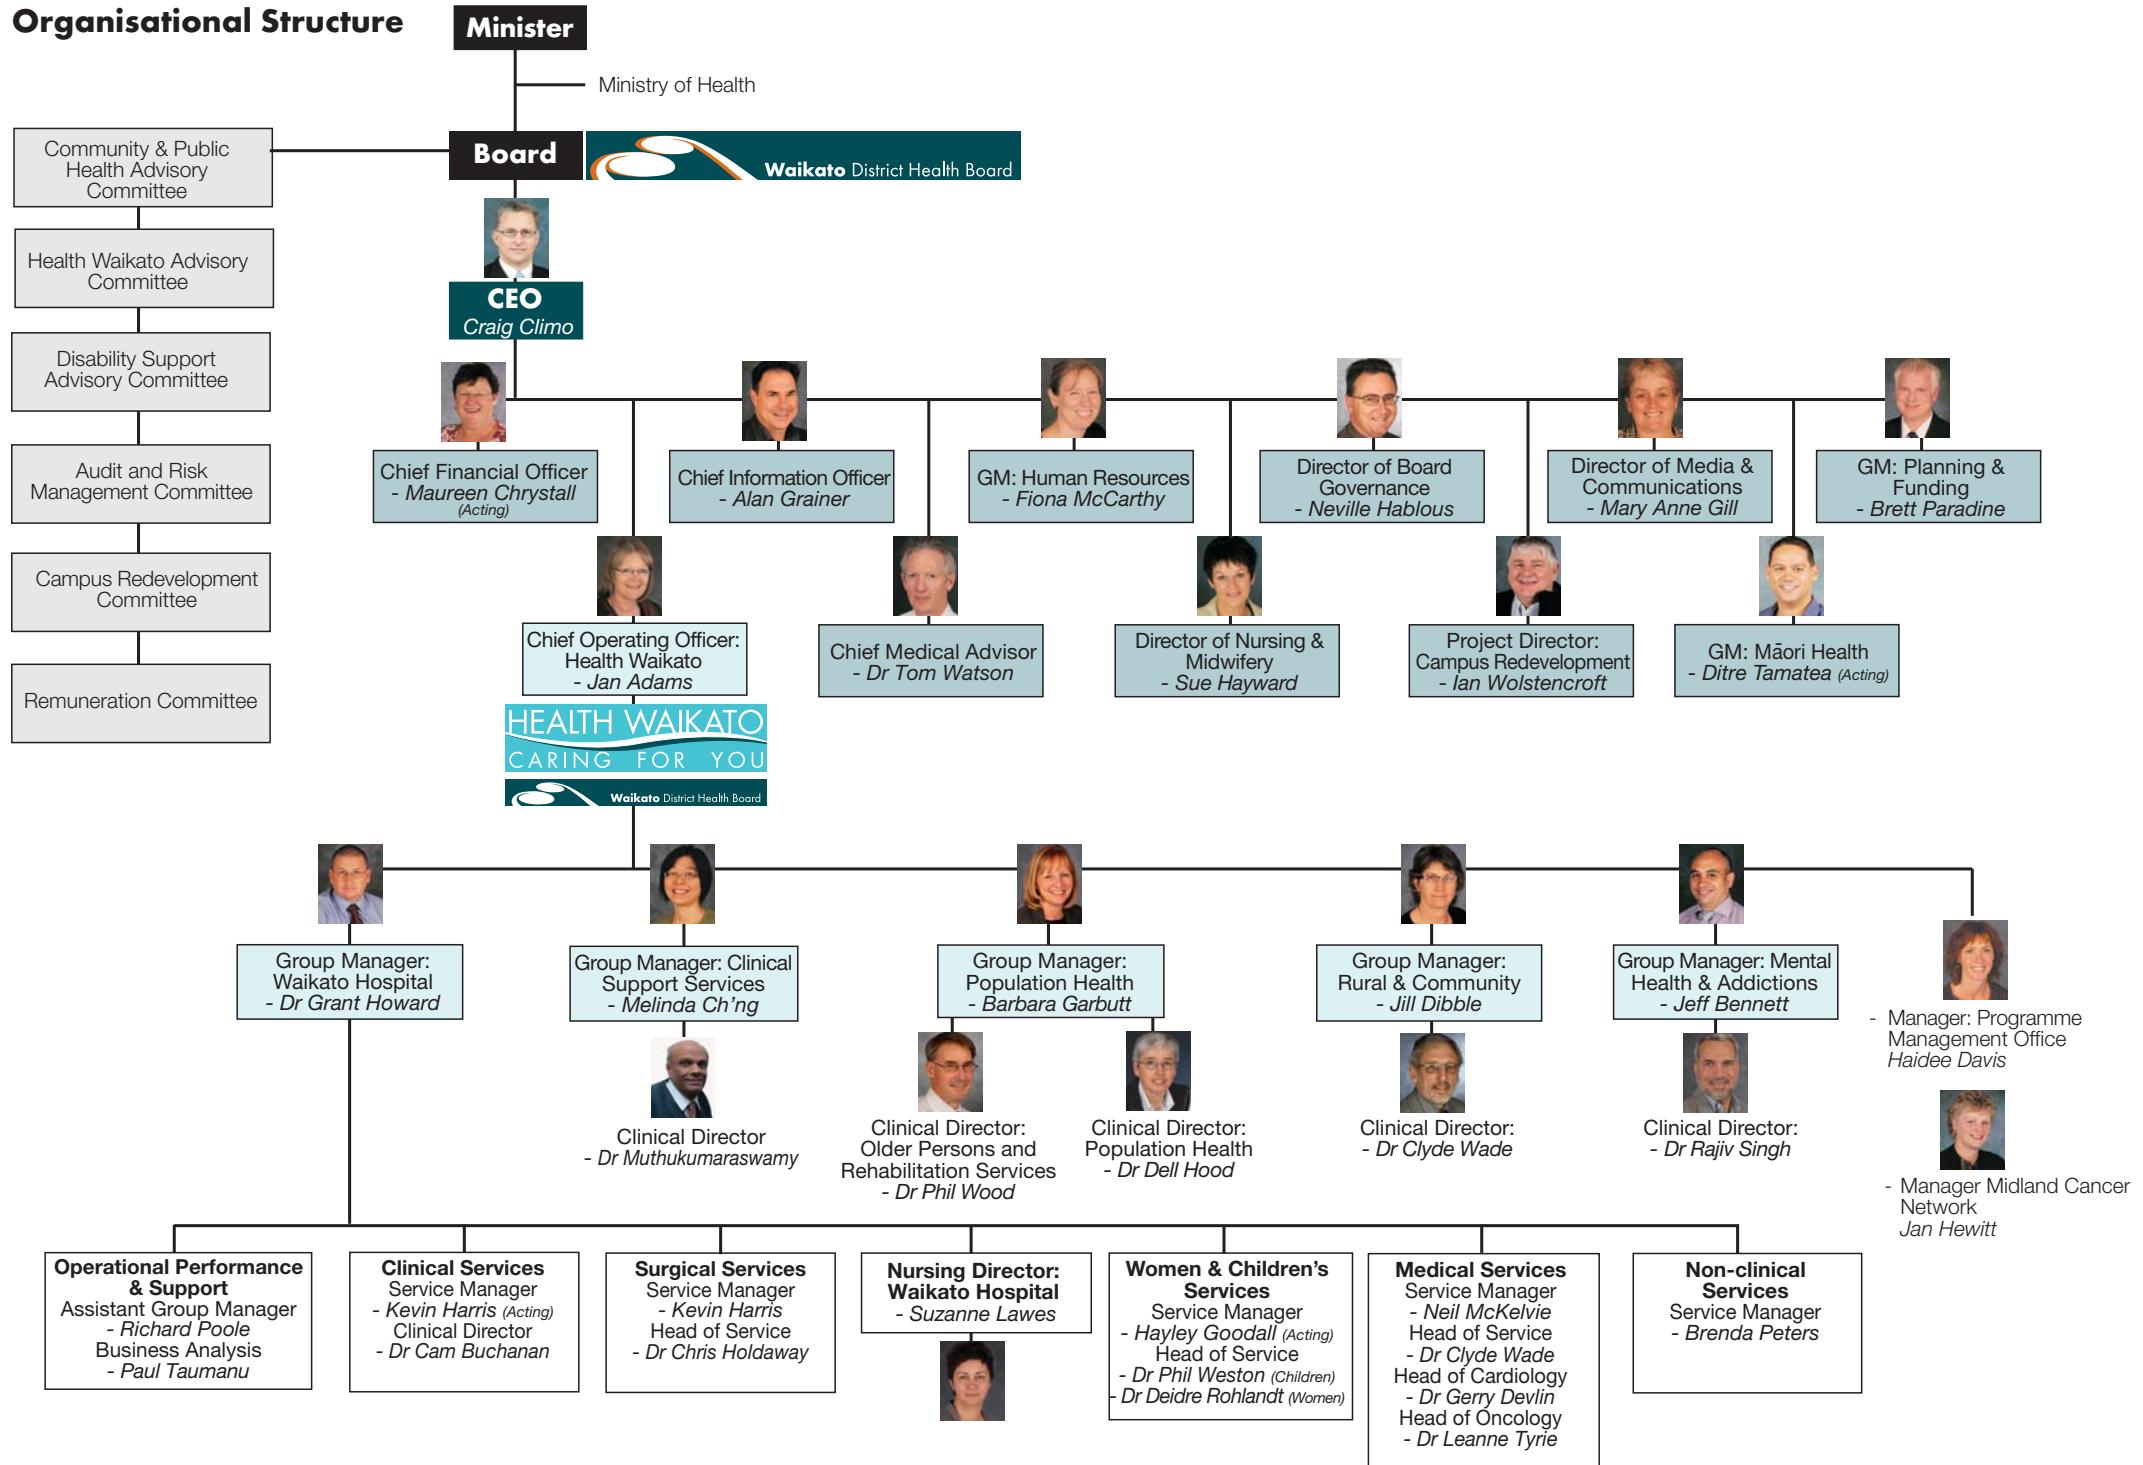 Organisational Structure
Minister
Ministry of Health
Board
Waikato District Health Board
Community & Public
Health Advisory
Committee
Health Waikato Advisory
Committee
Disability Support
Advisory Committee
Audit and Risk
Management Committee
Campus Redevelopment
Committee
Remuneration Committee
CEO
Craig Climo
Chief Financial Officer
- Maureen Chrystall
(Acting)
Chief Information Officer
- Alan Grainer
GM: Human Resources
- Fiona McCarthy
Director of Board
Governance
- Neville Hablous
Director of Media &
Communications
- Mary Anne Gill
GM: Planning &
Funding
- Brett Paradine
Chief Operating Officer:
Health Waikato
- Jan Adams
Chief Medical Advisor
- Dr Tom Watson
Director of Nursing &
Midwifery
- Sue Hayward
Project Director:
Campus Redevelopment
- Ian Wolstencroft
GM: Māori Health
- Ditre Tamatea (Acting)
HEALTH WAIKATO
CARING FOR YOU
Waikato District Health Board
Group Manager:
Waikato Hospital
- Dr Grant Howard
Group Manager: Clinical
Support Services
- Melinda Ch'ng
Group Manager:
Population Health
- Barbara Garbutt
Group Manager:
Rural & Community
- Jill Dibble
Group Manager: Mental
Health & Addictions
- Jeff Bennett
- Manager: Programme
Management Office
Haidee Davis
Clinical Director
- Dr Muthukumaraswamy
Clinical Director:
Older Persons and
Rehabilitation Services
- Dr Phil Wood
Clinical Director:
Population Health
- Dr Dell Hood
Clinical Director:
- Dr Clyde Wade
Clinical Director:
- Dr Rajiv Singh
- Manager Midland Cancer
Network
Jan Hewitt
Operational Performance
& Support
Assistant Group Manager
- Richard Poole
Business Analysis
- Paul Taumanu
Clinical Services
Service Manager
- Kevin Harris (Acting)
Clinical Director
- Dr Cam Buchanan
Surgical Services
Service Manager
- Kevin Harris
Head of Service
- Dr Chris Holdaway
Nursing Director:
Waikato Hospital
- Suzanne Lawes
Women & Children's
Services
Service Manager
- Hayley Goodall (Acting)
Head of Service
- Dr Phil Weston (Children)
- Dr Deidre Rohlandt (Women)
Medical Services
Service Manager
- Neil McKelvie
Head of Service
- Dr Clyde Wade
Head of Cardiology
- Dr Gerry Devlin
Head of Oncology
- Dr Leanne Tyrie
Non-clinical
Services
Service Manager
- Brenda Peters